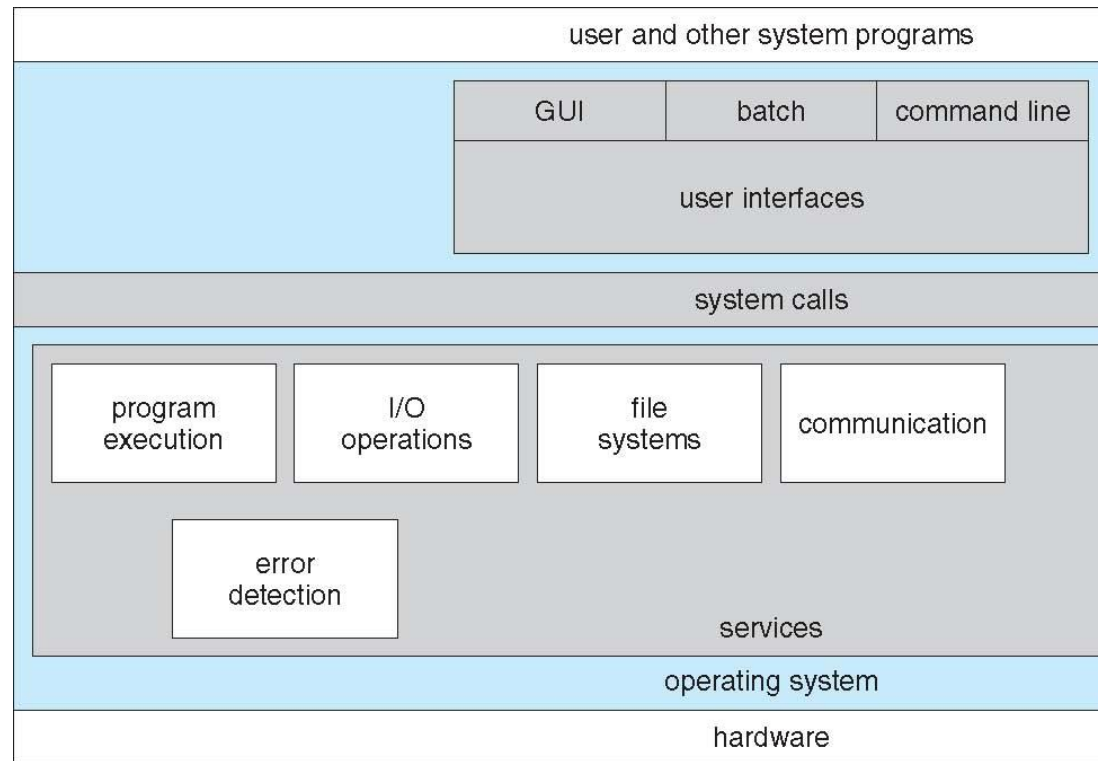 user and other system programs
GUI
batch
command line
user interfaces
system calls
program
execution
I/O
operations
file
systems
communication
error
detection
services
operating system
hardware